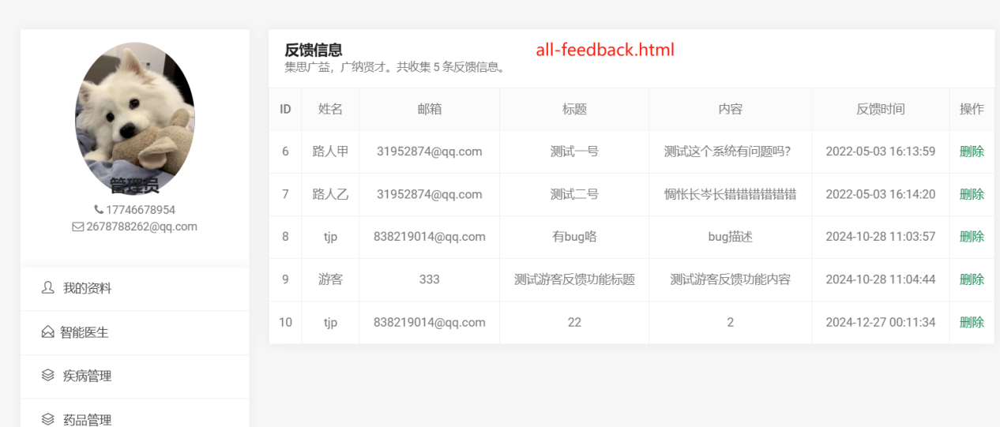 管理员
17746678954
2678788262@qq.com
我的资料
智能医生
疾病管理
药品管理
反馈信息
all-feedback.html
集思广益，广纳贤才。共收集 5 条反馈信息。
ID 姓名 邮箱 标题 内容 反馈时间 操作
6 路人甲 31952874@qq.com 测试一号 测试这个系统有问题吗? 2022-05-03 16:13:59 删除
7 路人乙 31952874@qq.com 测试二号 惆怅长岑长错错错错错错 2022-05-03 16:14:20 删除
8 tjp 838219014@qq.com 有bug咯 bug描述 2024-10-28 11:03:57 删除
9 游客 333 测试游客反馈功能标题 测试游客反馈功能内容 2024-10-28 11:04:44 删除
10 tjp 838219014@qq.com 22 2 2024-12-27 00:11:34 删除